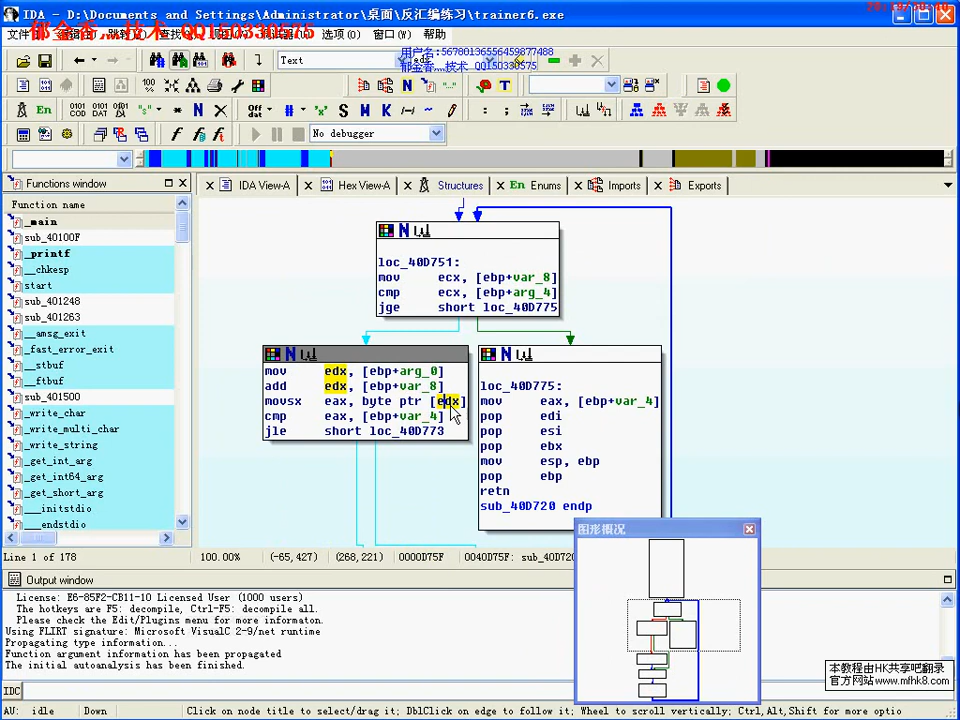 IDA - D:\Documents and Settings\Administrator\桌面\反汇编练习\trainer6.exe
郁金香灬技术 QQ150330575
选项(O) 窗口(W) 帮助
用户名:5678013655645987​7488
郁金香灬技术 QQ150330575
Text
No debugger
Functions window
IDA View-A
Hex View-A
Structures
Enums
Imports
Exports
Function name
_main
sub_40100F
_printf
__chkesp
start
sub_401248
sub_401263
__amsg_exit
_fast_error_exit
__stbuf
__ftbuf
sub_401500
_write_char
_write_multi_char
_write_string
_get_int_arg
_get_int64_arg
_get_short_arg
__initstdio
__endstdio
Line 1 of 178
loc_40D751:
mov ecx, [ebp+var_8]
cmp ecx, [ebp+arg_4]
jge short loc_40D775
mov edx, [ebp+arg_0]
add edx, [ebp+var_8]
movsx eax, byte ptr [edx]
cmp eax, [ebp+var_4]
jle short loc_40D773
loc_40D775:
mov eax, [ebp+var_4]
pop edi
pop esi
pop ebx
mov esp, ebp
pop ebp
retn
sub_40D720 endp
100.00% (-65,427) (268,221) 0000D75F 0040D75F: sub_40D720
图形概况
Output window
License: E6-85F2-CB11-10 Licensed User (1000 users)
The hotkeys are F5: decompile, Ctrl-F5: decompile all.
Please check the Edit/Plugins menu for more informaton.
Using FLIRT signature: Microsoft VisualC 2-9/net runtime
Propagating type information...
Function argument information has been propagated
The initial autoanalysis has been finished.
本教程由HK共享吧翻录
官方网站www.mfhk8.com
IDC
AU: idle Down Click on node title to select/drag it; DblClick on edge to follow it; Wheel to scroll vertically; Ctrl,Alt,Shift for more optio